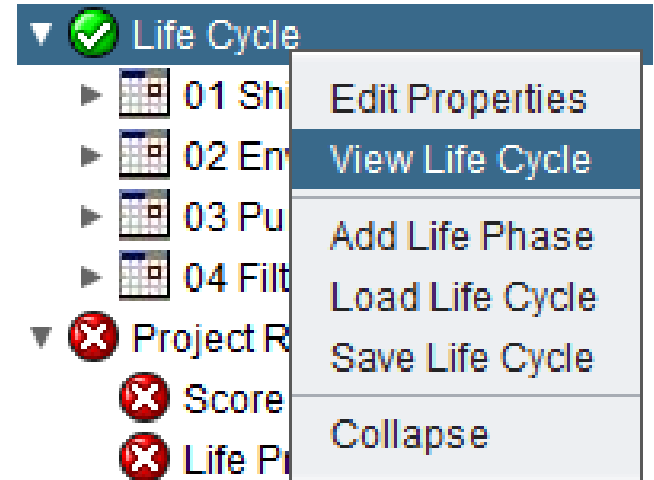 Life Cycle
01 Shi
02 Env
03 Pu
04 Filt
Project R
Score
Life Pr
Edit Properties
View Life Cycle
Add Life Phase
Load Life Cycle
Save Life Cycle
Collapse